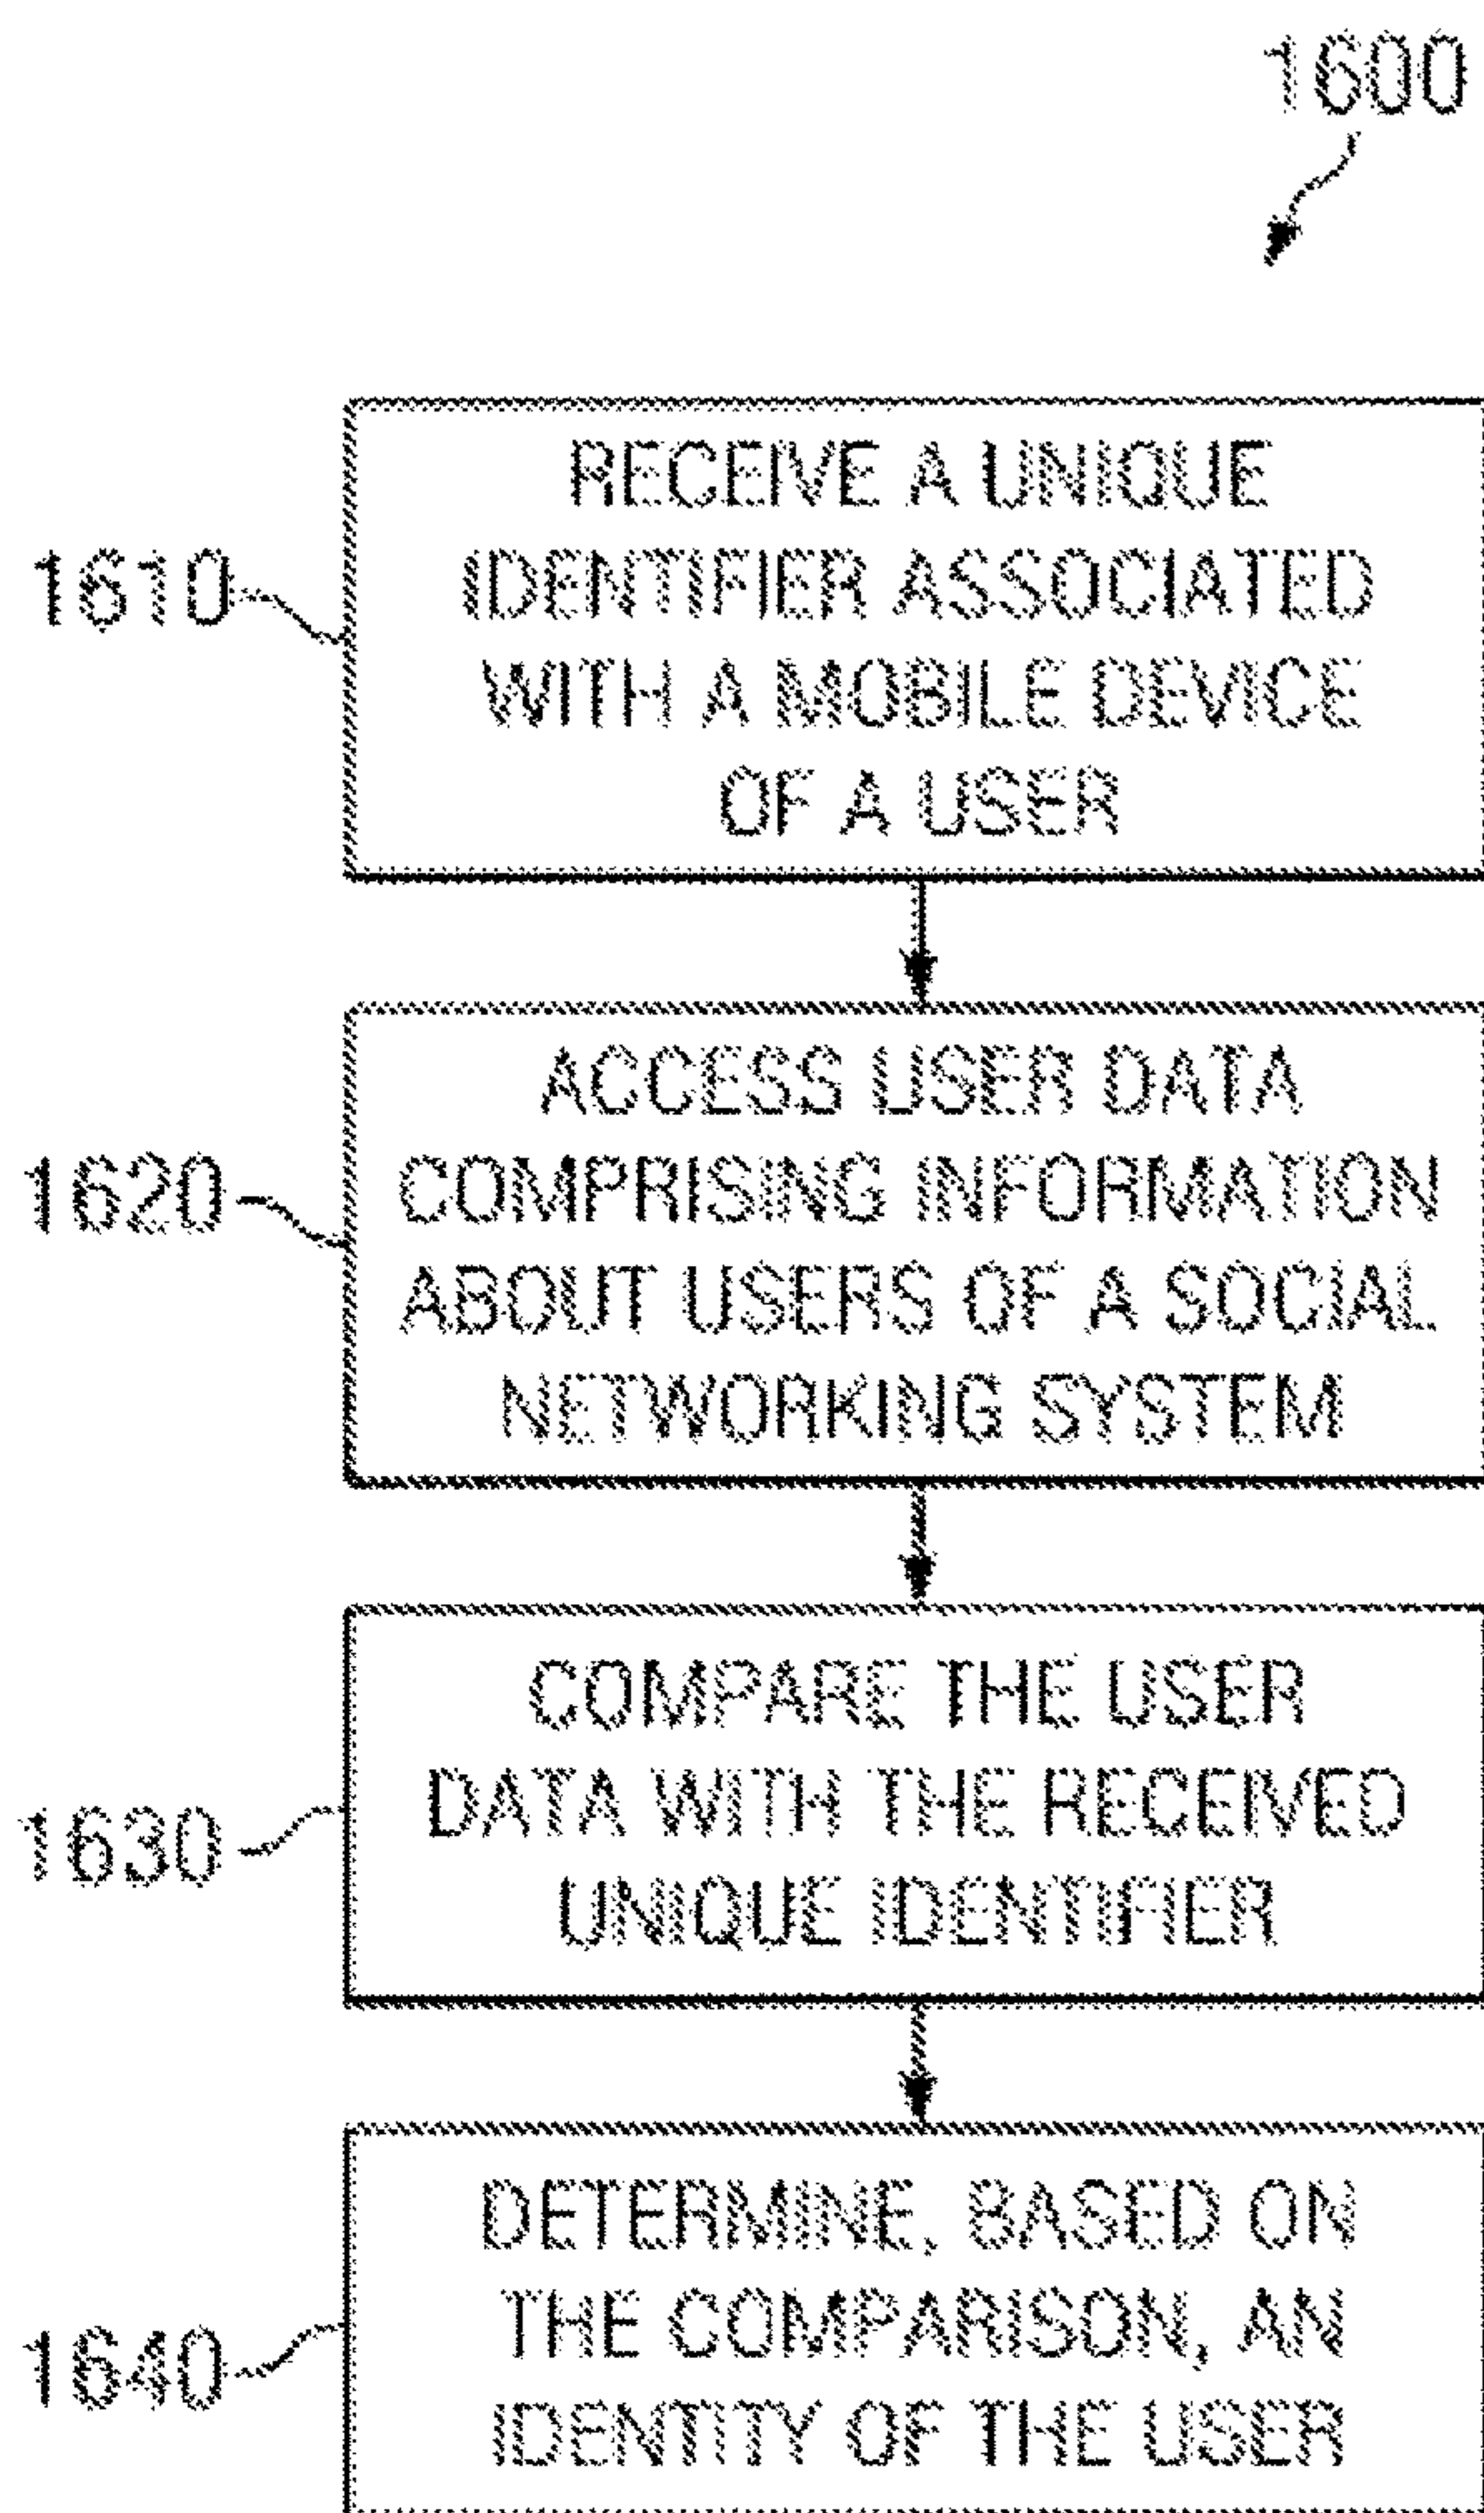 1600
RECEIVE A UNIQUE
IDENTIFIER ASSOCIATED
WITH A MOBILE DEVICE
OF A USER
1610
ACCESS USER DATA
COMPRISING INFORMATION
ABOUT USERS OF A SOCIAL
NETWORKING SYSTEM
1620
COMPARE THE USER
DATA WITH THE RECEIVED
UNIQUE IDENTIFIER
1630
DETERMINE, BASED ON
THE COMPARISON, AN
IDENTITY OF THE USER
1640